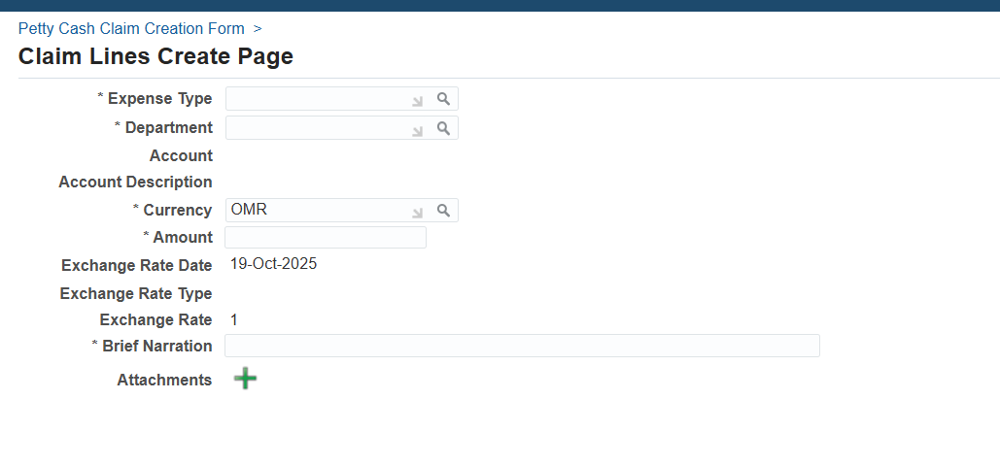 Petty Cash Claim Creation Form >
Claim Lines Create Page
* Expense Type
* Department
Account
Account Description
* Currency OMR
* Amount
Exchange Rate Date 19-Oct-2025
Exchange Rate Type
Exchange Rate 1
* Brief Narration
Attachments